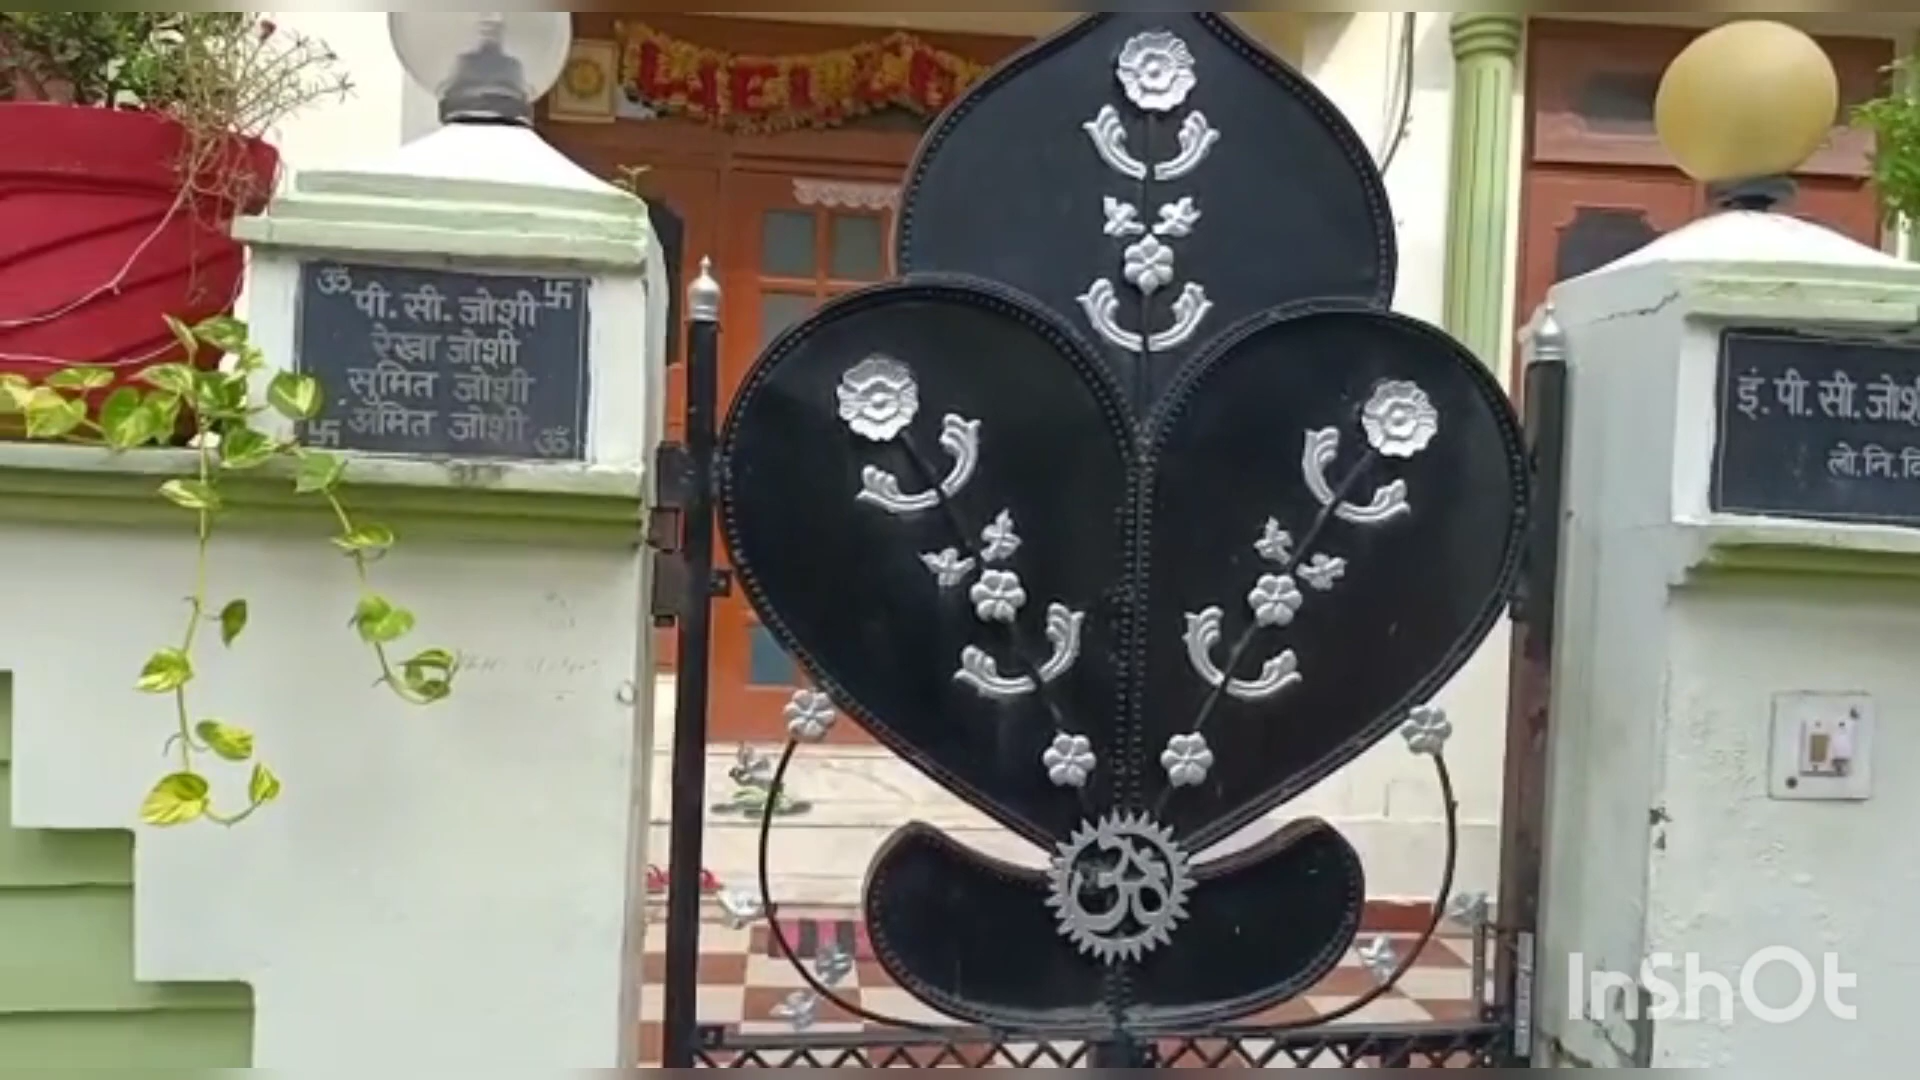 ॐ 卐
पी. सी. जोशी
रेखा जोशी
सुमित जोशी
अमित जोशी
卐 ॐ
इं. पी. सी. जोशी
लो. नि. वि
ॐ
InShOt